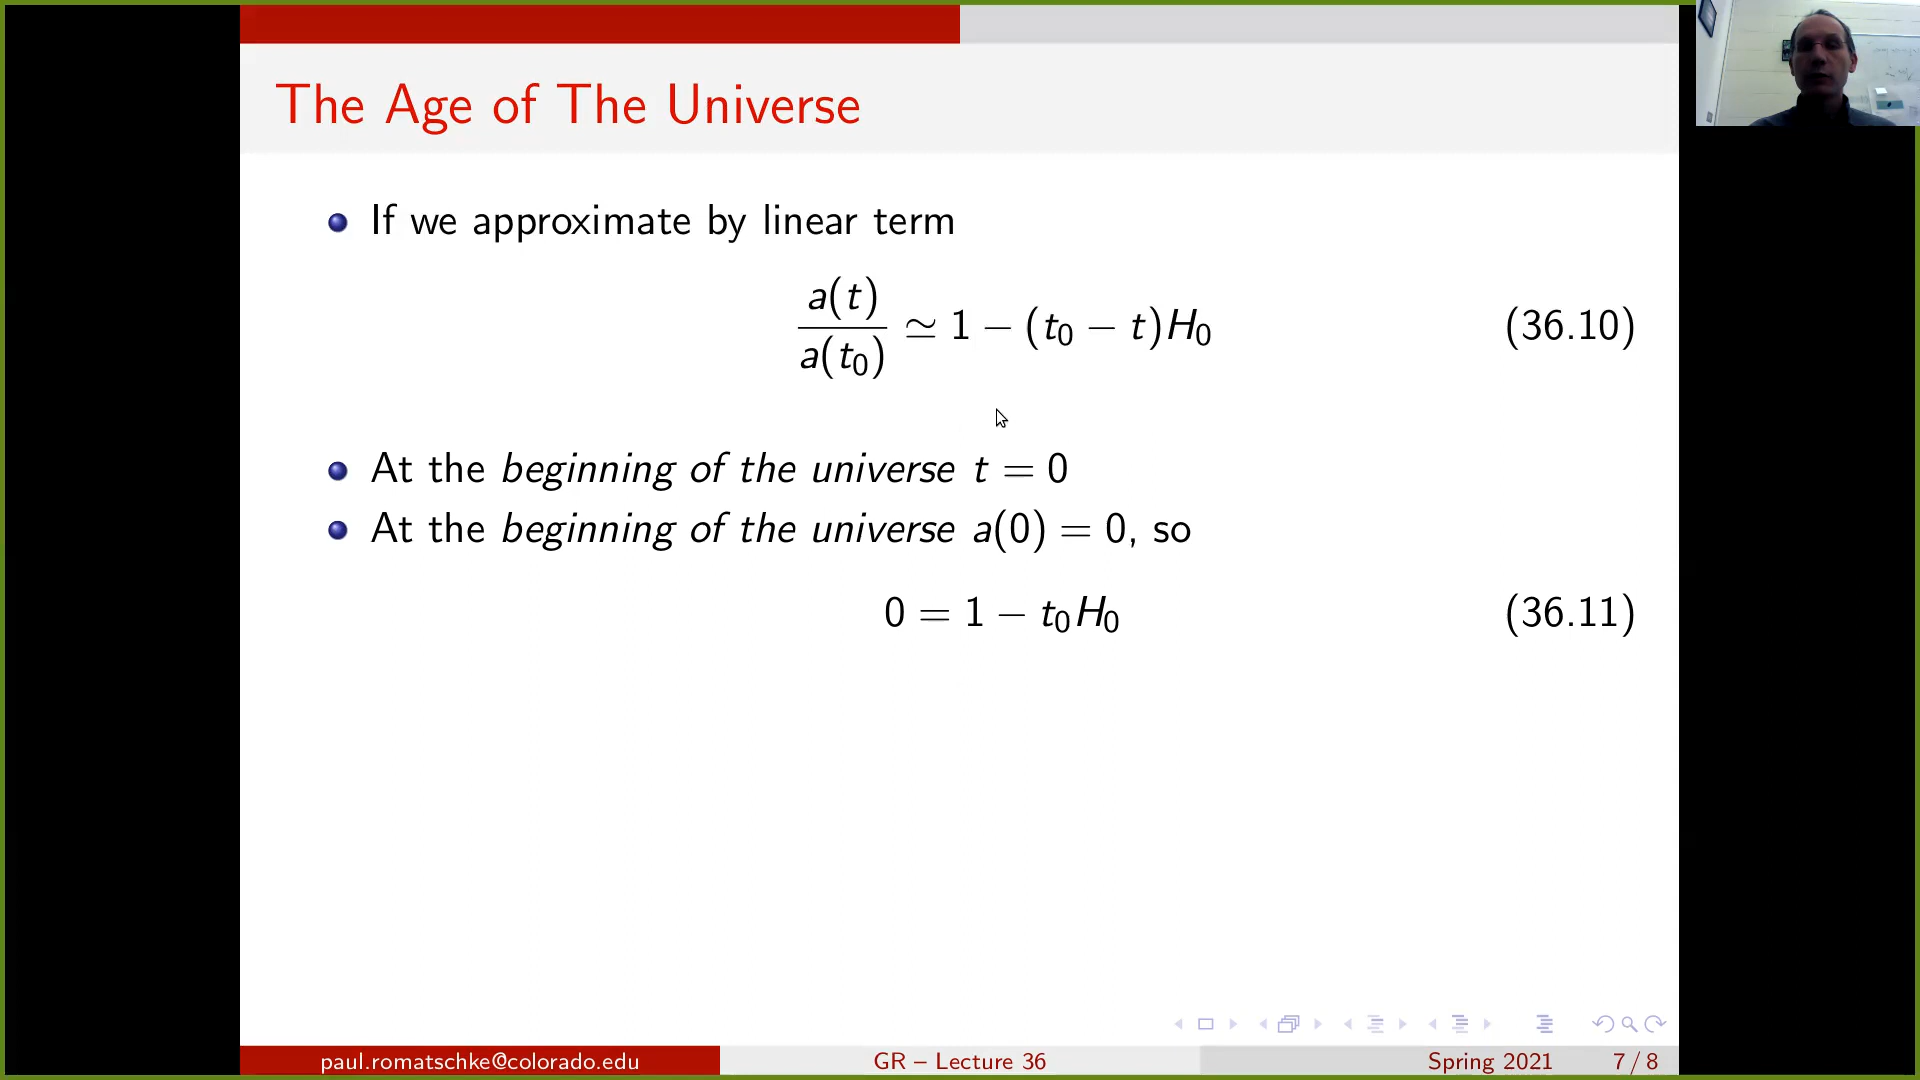 The Age of The Universe
If we approximate by linear term
a(t)
a(t₀) ≃ 1 − (t₀ − t)H₀ (36.10)
At the beginning of the universe t = 0
At the beginning of the universe a(0) = 0, so
0 = 1 − t₀H₀ (36.11)
paul.romatschke@colorado.edu GR – Lecture 36 Spring 2021 7 / 8